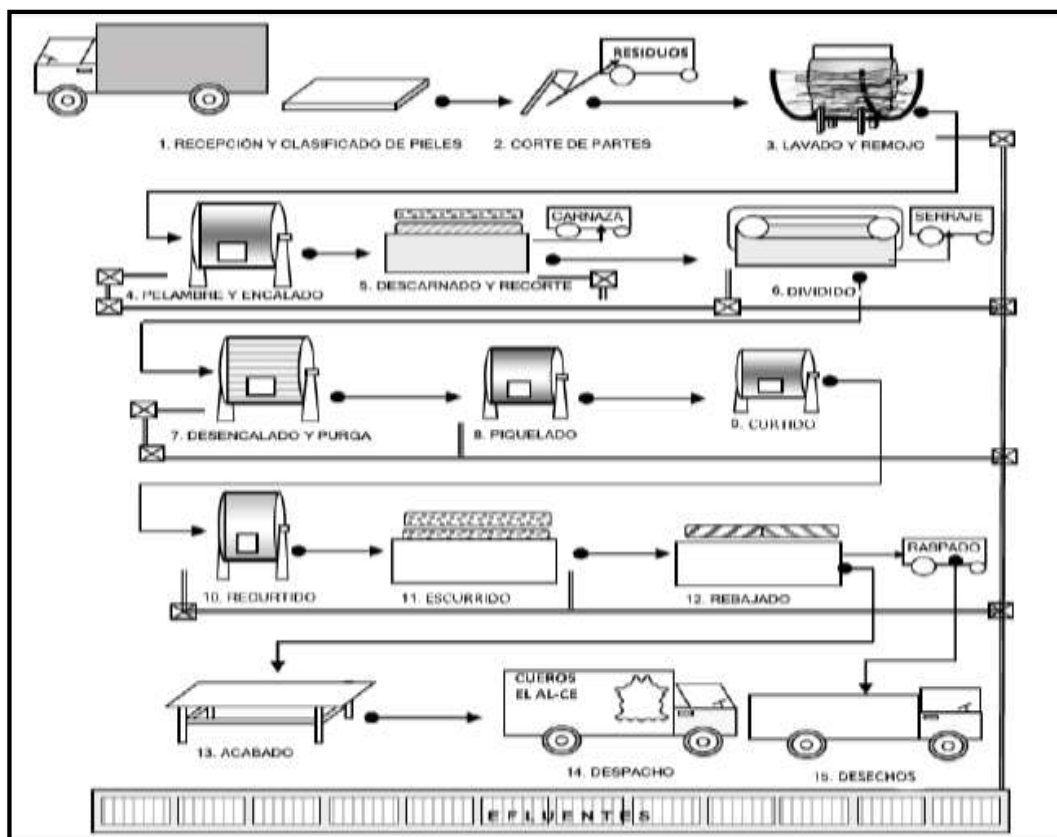 RESIDUOS
1. RECEPCIÓN Y CLASIFICADO DE PIELES
2. CORTE DE PARTES
3. LAVADO Y REMOJO
CARNAZA
SERRAJE
4. PELAMBRE Y ENCALADO
5. DESCARNADO Y RECORTE
6. DIVIDIDO
7. DESENCALADO Y PURGA
8. PIQUELADO
9. CURTIDO
RASPADO
10. RECURTIDO
11. ESCURRIDO
12. REBAJADO
CUEROS
EL AL-CE
13. ACABADO
14. DESPACHO
15. DESECHOS
EFLUENTES